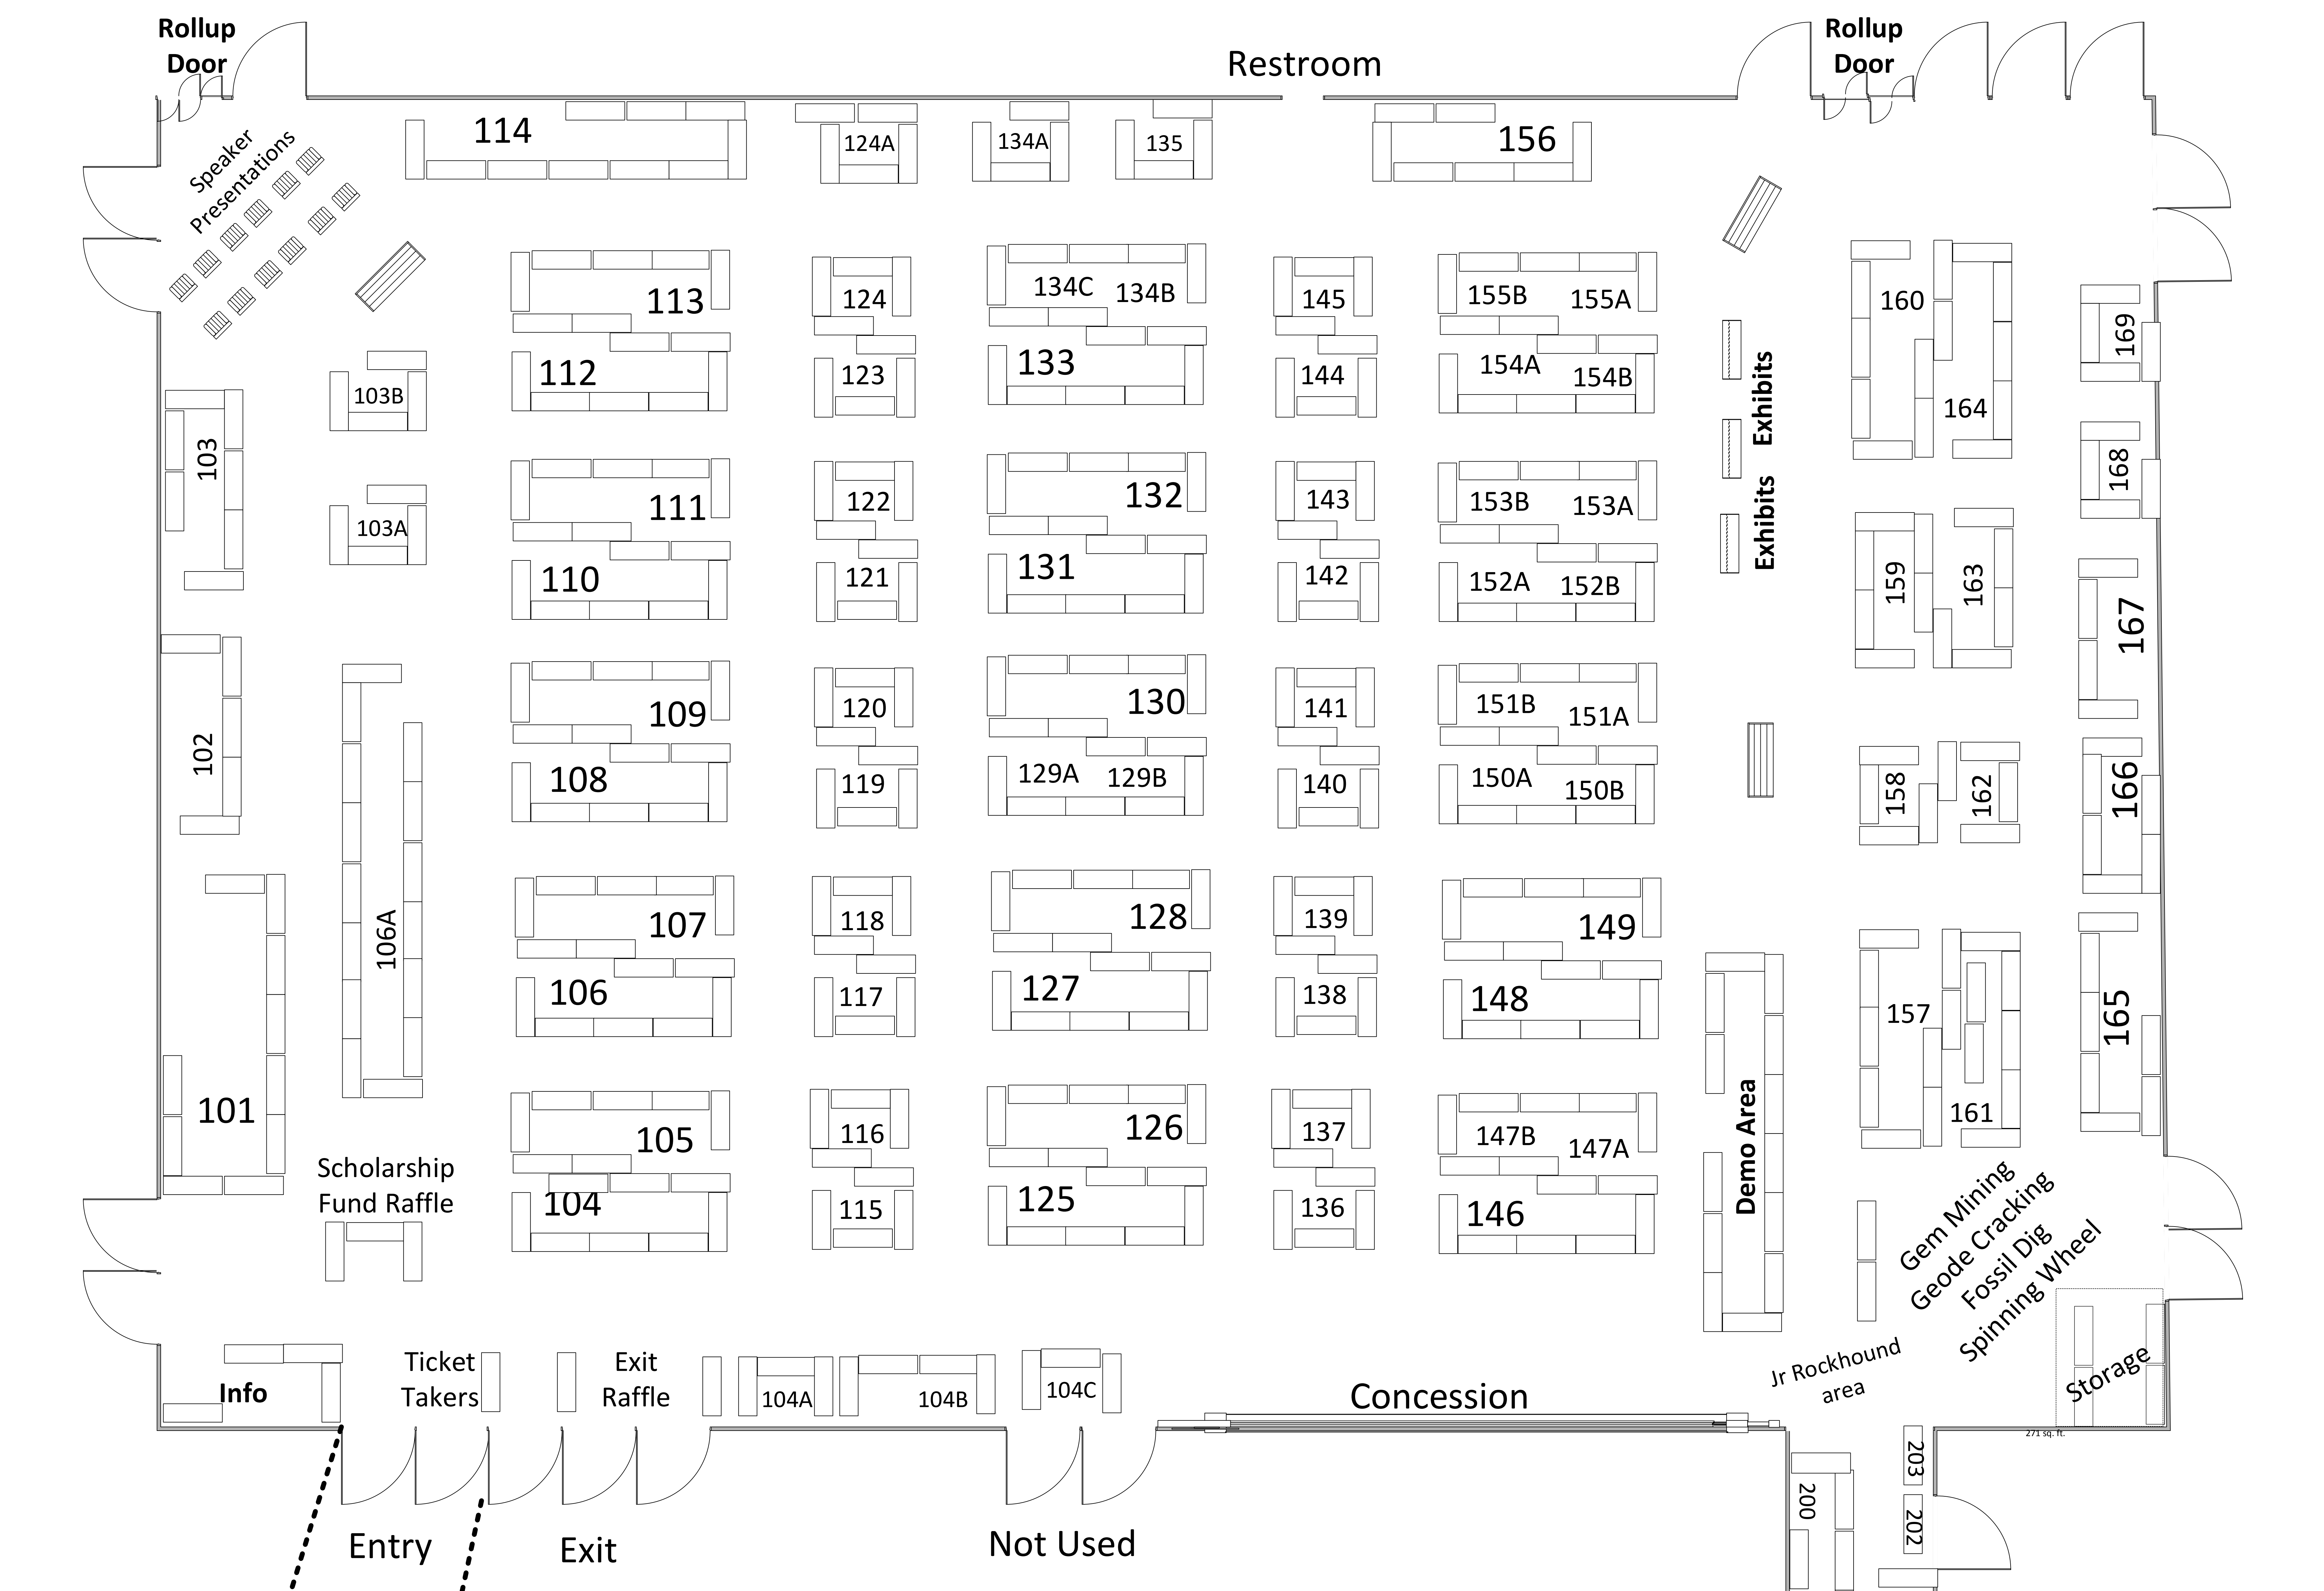 Rollup
Door
Restroom
Rollup
Door
Speaker
Presentations
114
124A
134A
135
156
113
124
134C
134B
145
155B
155A
160
169
112
123
133
144
154A
154B
Exhibits
164
103B
103
168
103A
111
122
132
143
153B
153A
Exhibits
110
121
131
142
152A
152B
159
163
167
102
109
120
130
141
151B
151A
108
119
129A
129B
140
150A
150B
158
162
166
106A
107
118
128
139
149
106
117
127
138
148
157
165
101
105
116
126
137
147B
147A
Demo Area
161
Scholarship
Fund Raffle
104
115
125
136
146
Gem Mining
Geode Cracking
Fossil Dig
Spinning Wheel
Info
Ticket
Takers
Exit
Raffle
104A
104B
104C
Concession
Jr Rockhound
area
Storage
271 sq. ft.
203
200
202
Entry
Exit
Not Used